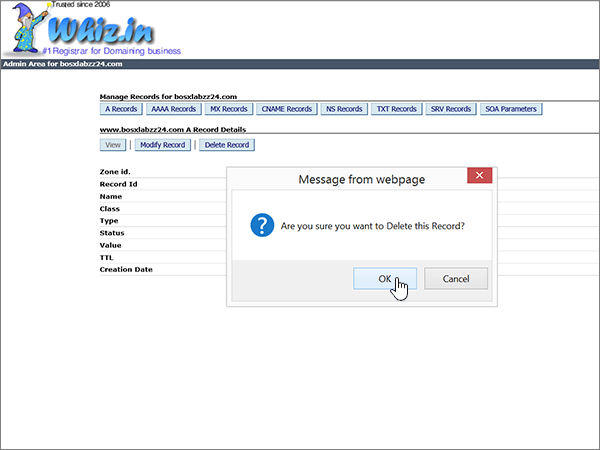 Trusted since 2006
Whiz.in
#1 Registrar for Domaining business
Admin Area for bosxlabzz24.com
Manage Records for bosxlabzz24.com
A Records AAAA Records MX Records CNAME Records NS Records TXT Records SRV Records SOA Parameters
www.bosxlabzz24.com A Record Details
View | Modify Record | Delete Record
Zone id.
Record Id
Name
Class
Type
Status
Value
TTL
Creation Date
Message from webpage
Are you sure you want to Delete this Record?
OK Cancel